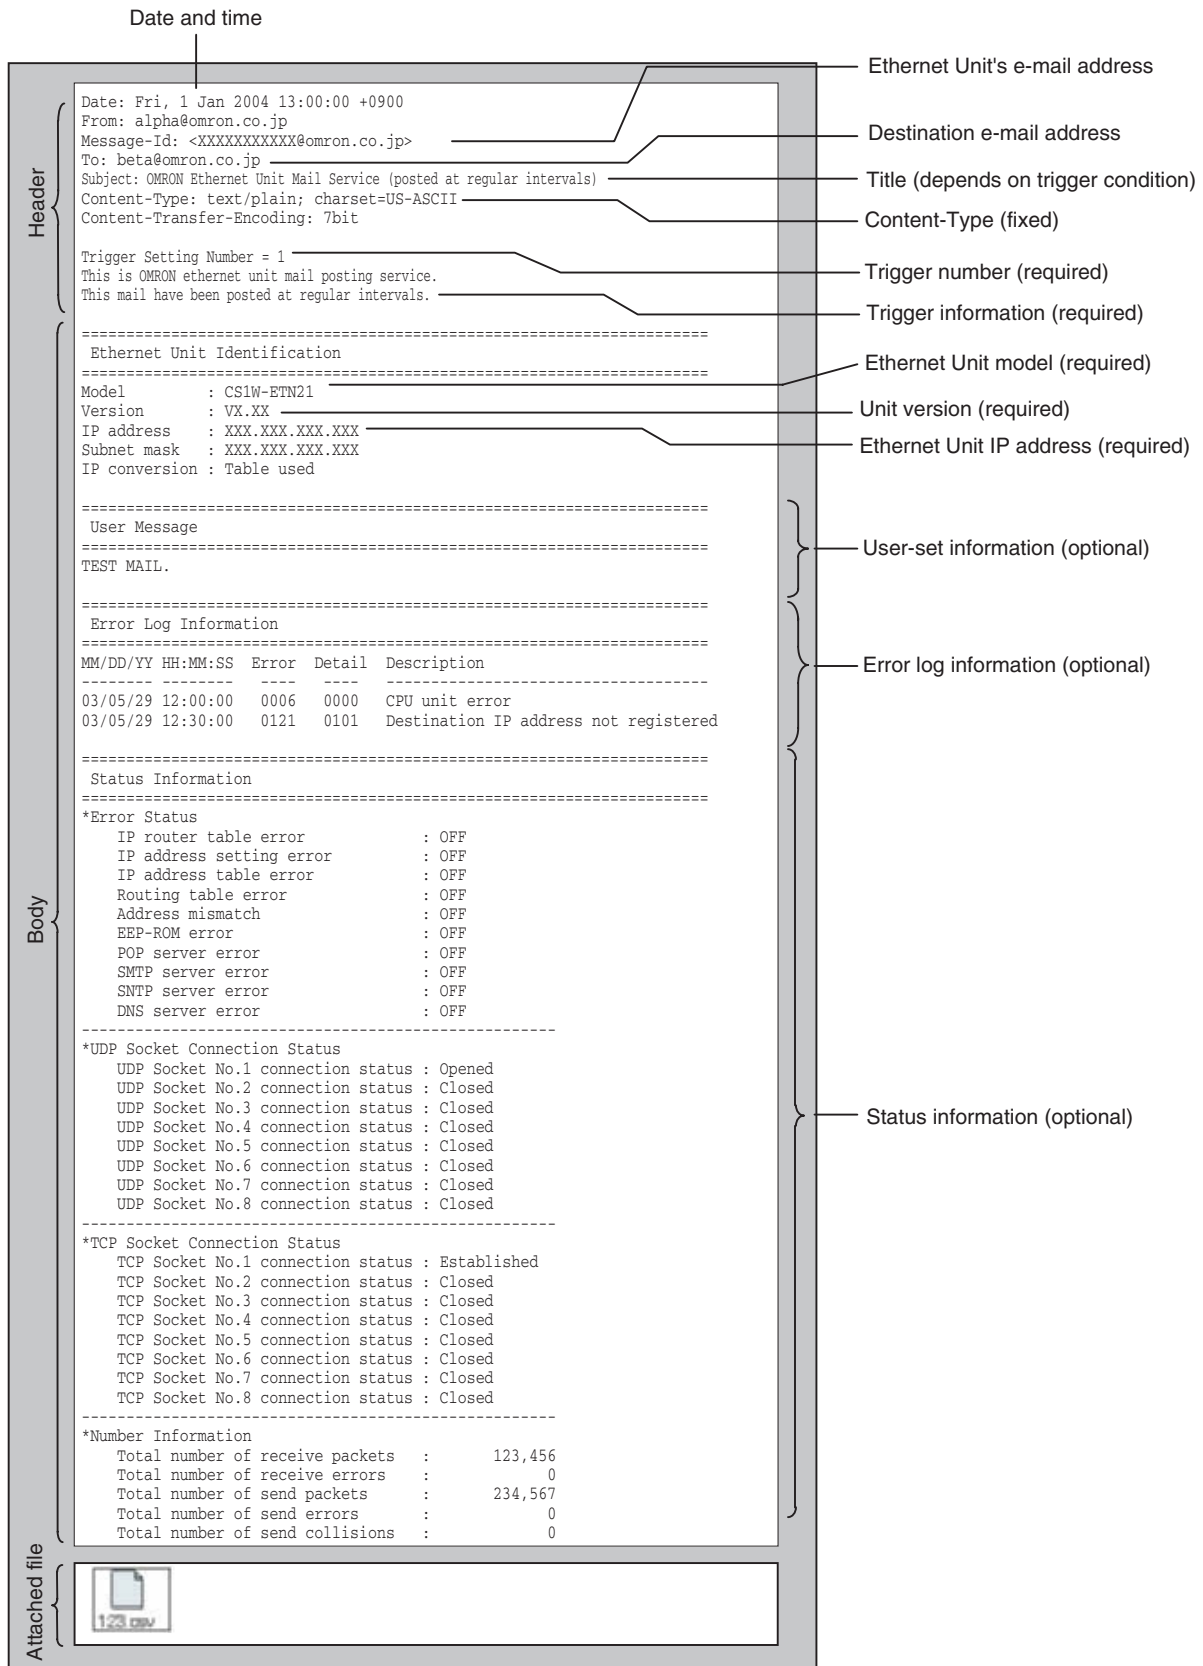 Date and time
Date: Fri, 1 Jan 2004 13:00:00 +0900
From: alpha@omron.co.jp
Message-Id: <XXXXXXXXXXX@omron.co.jp>
To: beta@omron.co.jp
Subject: OMRON Ethernet Unit Mail Service (posted at regular intervals)
Content-Type: text/plain; charset=US-ASCII
Content-Transfer-Encoding: 7bit
Trigger Setting Number = 1
This is OMRON ethernet unit mail posting service.
This mail have been posted at regular intervals.
Header
Ethernet Unit's e-mail address
Destination e-mail address
Title (depends on trigger condition)
Content-Type (fixed)
Trigger number (required)
Trigger information (required)
======================================================================
Ethernet Unit Identification
======================================================================
Model : CS1W-ETN21
Version : VX.XX
IP address : XXX.XXX.XXX.XXX
Subnet mask : XXX.XXX.XXX.XXX
IP conversion : Table used
Ethernet Unit model (required)
Unit version (required)
Ethernet Unit IP address (required)
======================================================================
User Message
======================================================================
TEST MAIL.
User-set information (optional)
======================================================================
Error Log Information
======================================================================
MM/DD/YY HH:MM:SS Error Detail Description
-------- -------- ---- ---- ------------------------------------
03/05/29 12:00:00 0006 0000 CPU unit error
03/05/29 12:30:00 0121 0101 Destination IP address not registered
Error log information (optional)
======================================================================
Status Information
======================================================================
*Error Status
IP router table error : OFF
IP address setting error : OFF
IP address table error : OFF
Routing table error : OFF
Address mismatch : OFF
EEP-ROM error : OFF
POP server error : OFF
SMTP server error : OFF
SNTP server error : OFF
DNS server error : OFF
-----------------------------------------------------
*UDP Socket Connection Status
UDP Socket No.1 connection status : Opened
UDP Socket No.2 connection status : Closed
UDP Socket No.3 connection status : Closed
UDP Socket No.4 connection status : Closed
UDP Socket No.5 connection status : Closed
UDP Socket No.6 connection status : Closed
UDP Socket No.7 connection status : Closed
UDP Socket No.8 connection status : Closed
-----------------------------------------------------
*TCP Socket Connection Status
TCP Socket No.1 connection status : Established
TCP Socket No.2 connection status : Closed
TCP Socket No.3 connection status : Closed
TCP Socket No.4 connection status : Closed
TCP Socket No.5 connection status : Closed
TCP Socket No.6 connection status : Closed
TCP Socket No.7 connection status : Closed
TCP Socket No.8 connection status : Closed
-----------------------------------------------------
*Number Information
Total number of receive packets : 123,456
Total number of receive errors : 0
Total number of send packets : 234,567
Total number of send errors : 0
Total number of send collisions : 0
Body
Status information (optional)
123.csv
Attached file